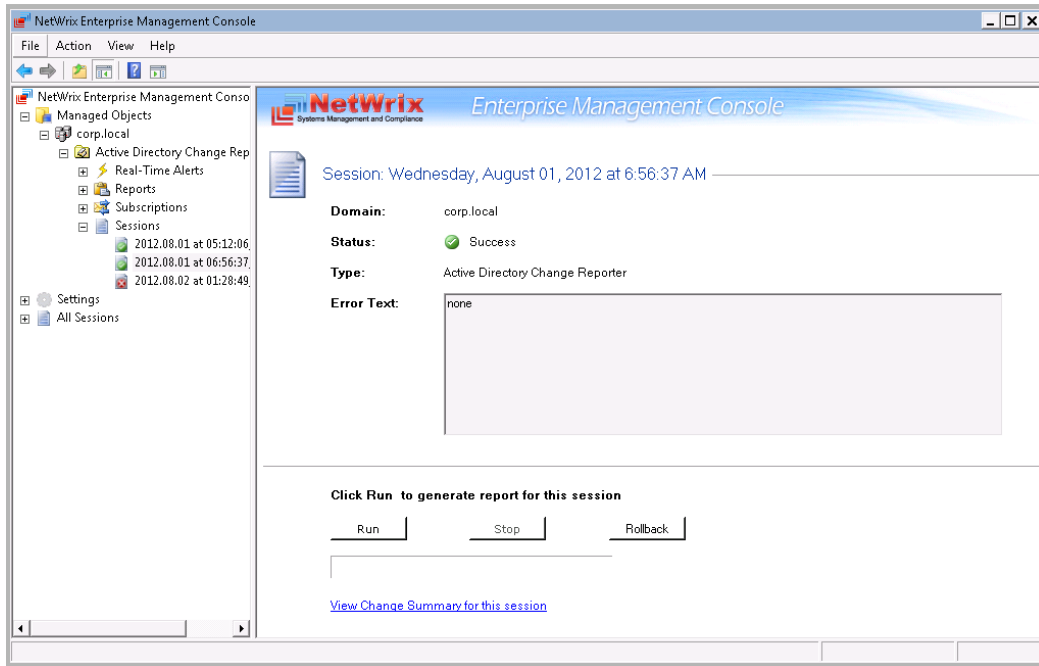 NetWrix Enterprise Management Console
File Action View Help
NetWrix Enterprise Management Conso
Managed Objects
corp.local
Active Directory Change Rep
Real-Time Alerts
Reports
Subscriptions
Sessions
2012.08.01 at 05:12:06
2012.08.01 at 06:56:37
2012.08.02 at 01:28:49
Settings
All Sessions
NetWrix
Systems Management and Compliance
Enterprise Management Console
Session: Wednesday, August 01, 2012 at 6:56:37 AM
Domain: corp.local
Status: Success
Type: Active Directory Change Reporter
Error Text: none
Click Run to generate report for this session
Run Stop Rollback
View Change Summary for this session